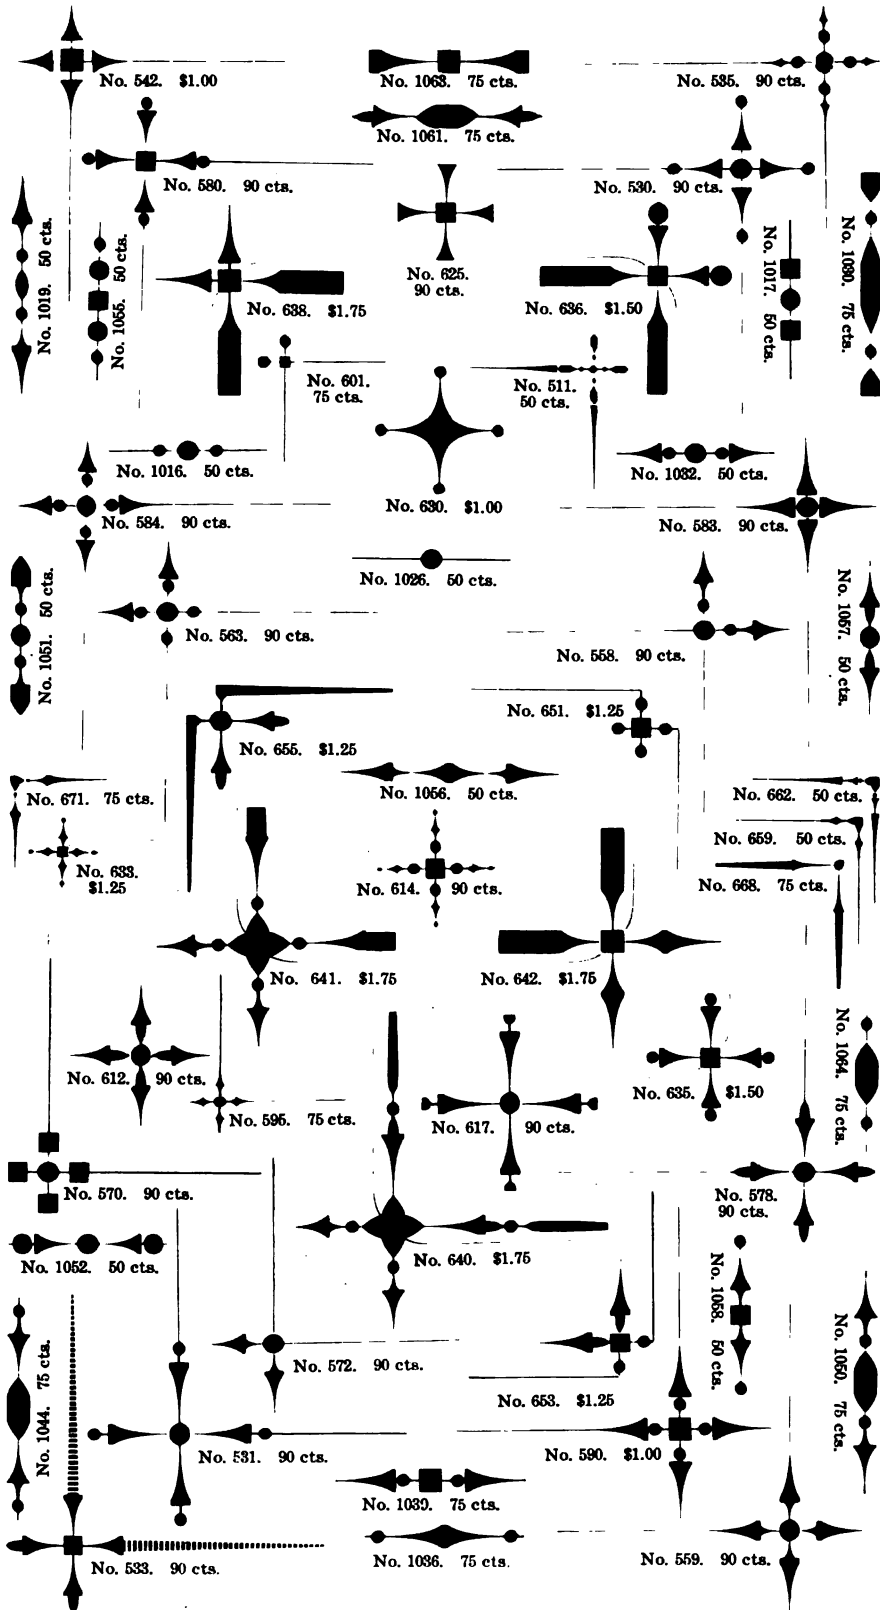 No. 542. $1.00
No. 1063. 75 cts.
No. 535. 90 cts.
No. 1061. 75 cts.
No. 580. 90 cts.
No. 530. 90 cts.
No. 1019. 50 cts.
No. 1055. 50 cts.
No. 625.
90 cts.
No. 1017. 50 cts.
No. 1080. 75 cts.
No. 638. $1.75
No. 636. $1.50
No. 601.
75 cts.
No. 511.
50 cts.
No. 1016. 50 cts.
No. 1032. 50 cts.
No. 630. $1.00
No. 584. 90 cts.
No. 583. 90 cts.
No. 1026. 50 cts.
No. 1051. 50 cts.
No. 1057. 50 cts.
No. 563. 90 cts.
No. 558. 90 cts.
No. 651. $1.25
No. 655. $1.25
No. 1056. 50 cts.
No. 671. 75 cts.
No. 662. 50 cts.
No. 659. 50 cts.
No. 633.
$1.25
No. 614. 90 cts.
No. 668. 75 cts.
No. 641. $1.75
No. 642. $1.75
No. 1064. 75 cts.
No. 612. 90 cts.
No. 635. $1.50
No. 595. 75 cts.
No. 617. 90 cts.
No. 570. 90 cts.
No. 578.
90 cts.
No. 1052. 50 cts.
No. 640. $1.75
No. 1058. 50 cts.
No. 1044. 75 cts.
No. 1050. 75 cts.
No. 572. 90 cts.
No. 653. $1.25
No. 531. 90 cts.
No. 590. $1.00
No. 1039. 75 cts.
No. 533. 90 cts.
No. 1036. 75 cts.
No. 559. 90 cts.